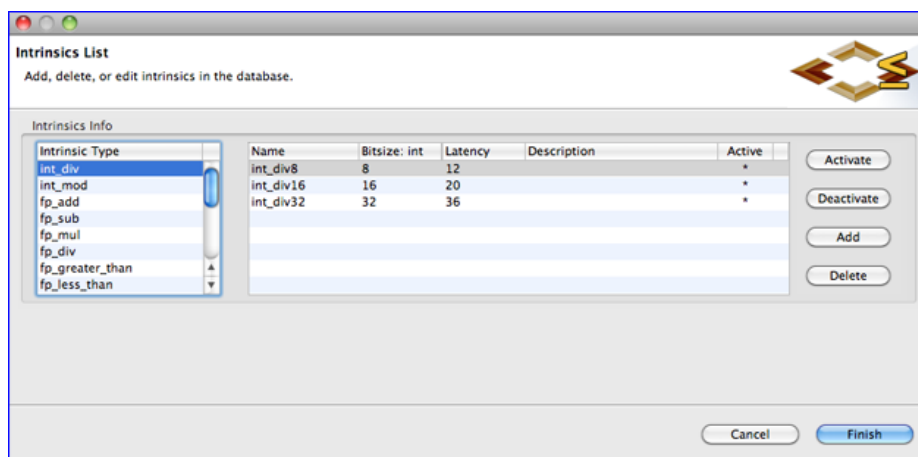 Intrinsics List
Add, delete, or edit intrinsics in the database.
Intrinsics Info
Intrinsic Type
int_div
int_mod
fp_add
fp_sub
fp_mul
fp_div
fp_greater_than
fp_less_than
Name Bitsize: int Latency Description Active
int_div8 8 12 *
int_div16 16 20 *
int_div32 32 36 *
Activate
Deactivate
Add
Delete
Cancel
Finish